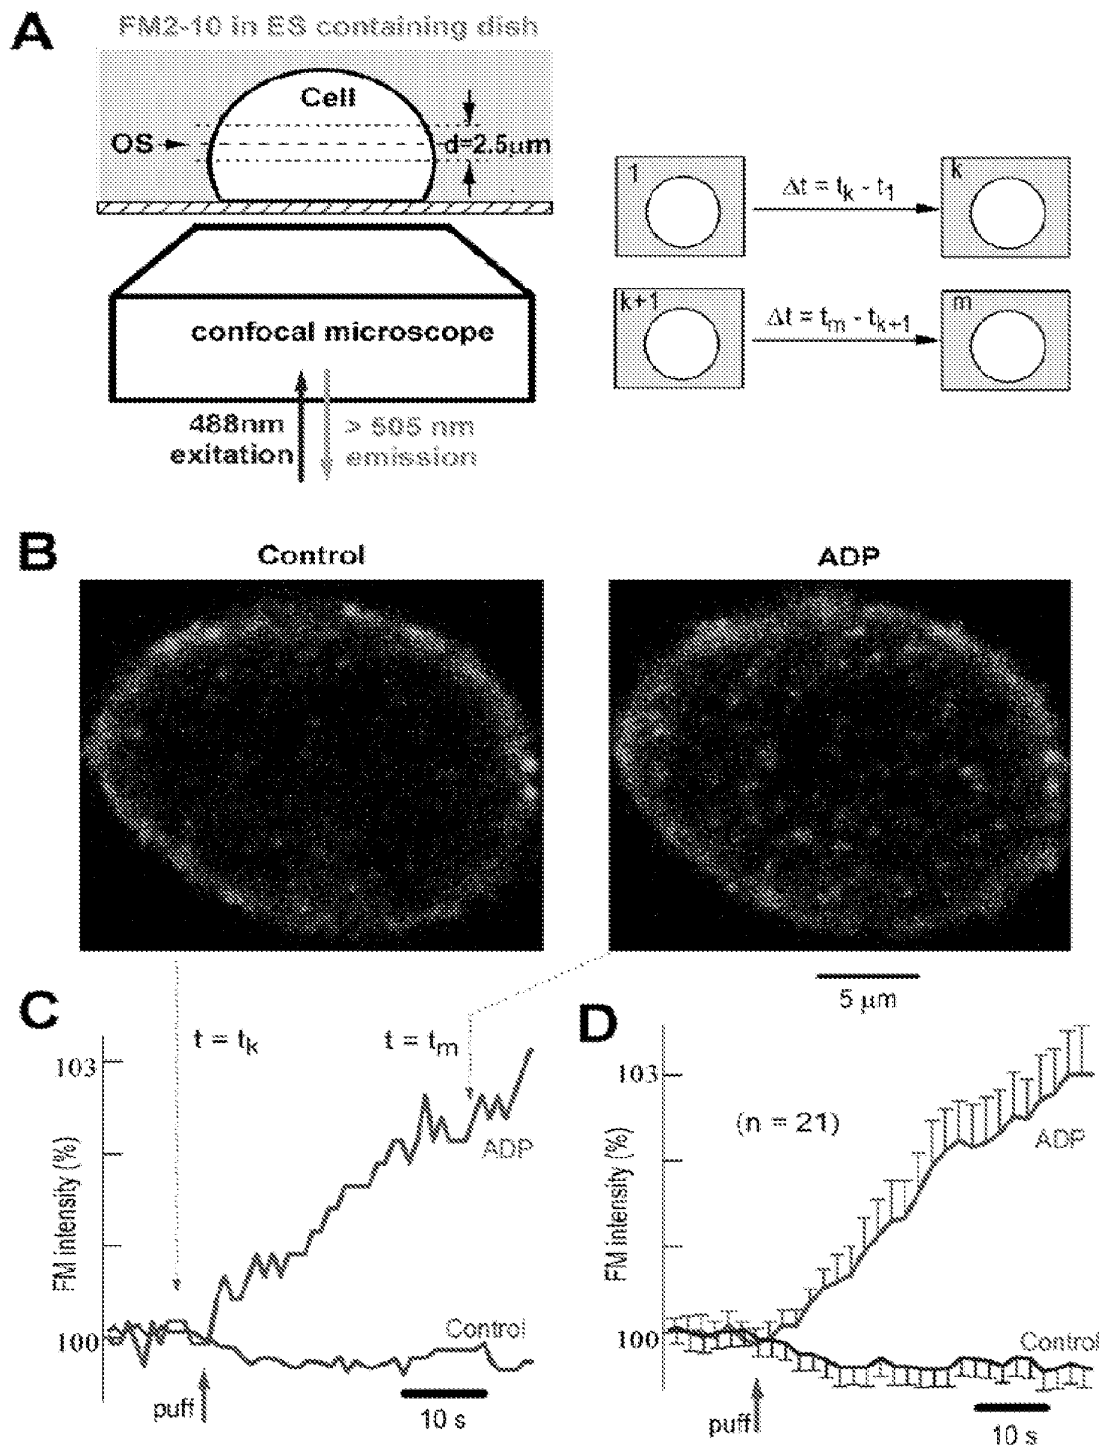 A
FM2-10 in ES containing dish
Cell
OS
d=2.5μm
confocal microscope
488nm
exitation
> 505 nm
emission
1
Δt = tk - t1
k
k+1
Δt = tm - tk+1
m
B
Control
ADP
5 μm
C
t = tk
t = tm
103
FM intensity (%)
ADP
100
Control
puff
10 s
D
103
(n = 21)
FM intensity (%)
ADP
100
Control
puff
10 s